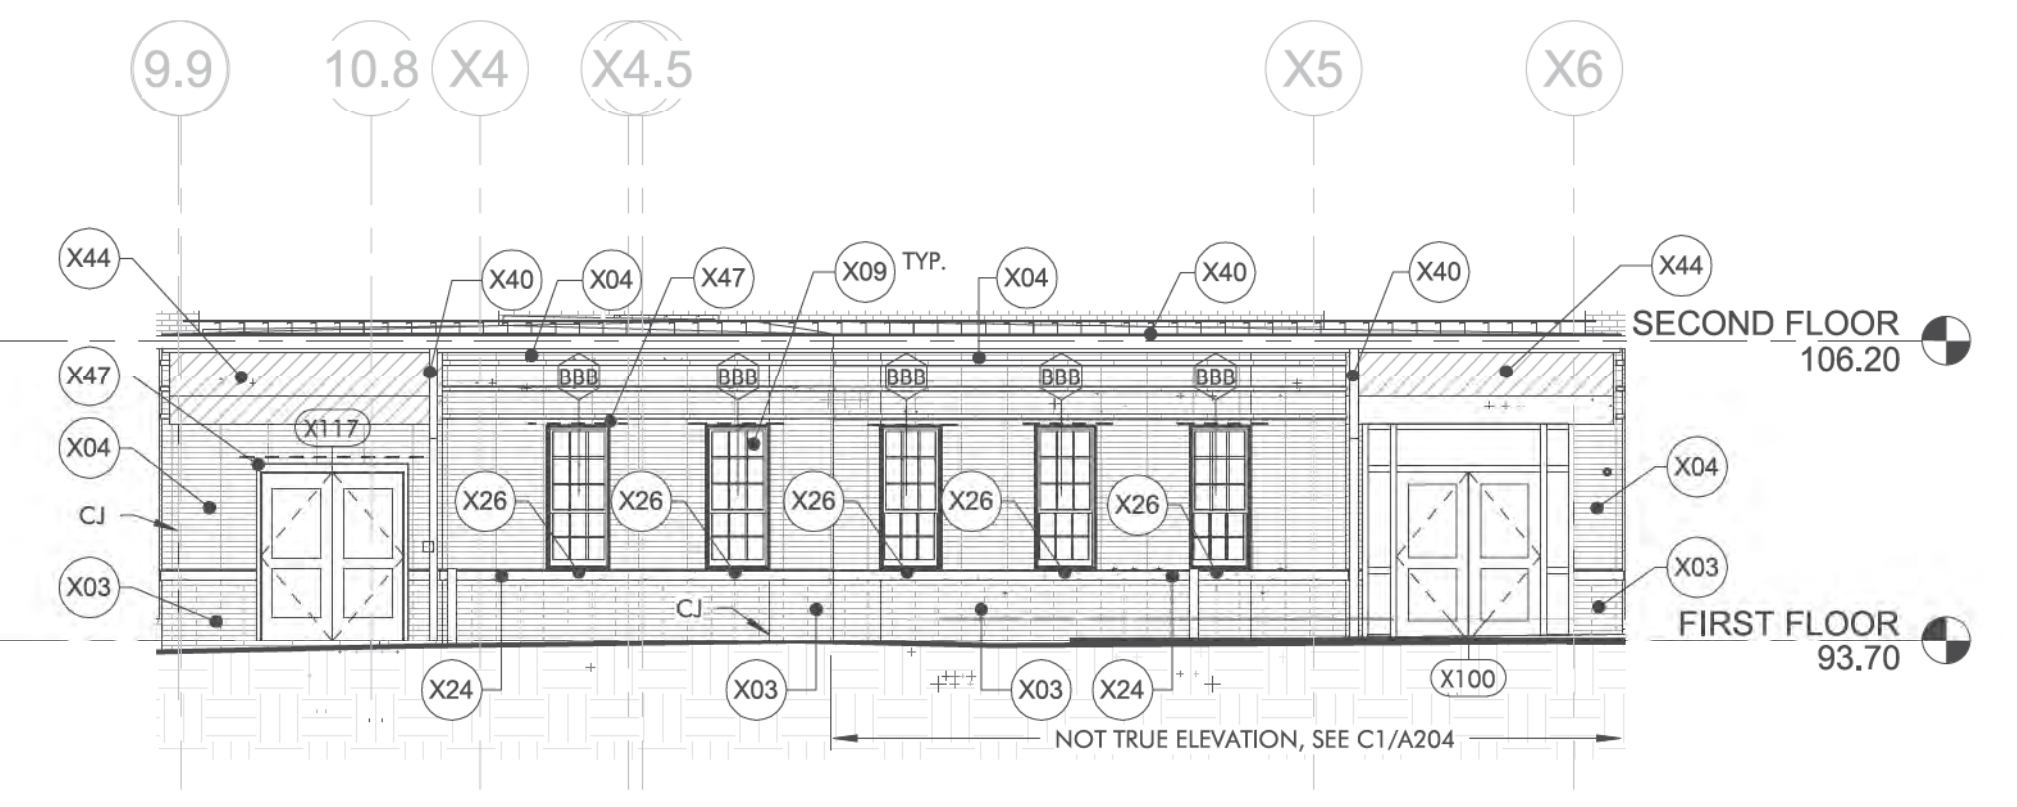 9.9 10.8 X4 X4.5 X5 X6
X44 X40 X04 X47 X09 TYP. X04 X40 X40 X44
SECOND FLOOR
106.20
X47 BBB BBB BBB BBB BBB
X117
X04 X04
X26 X26 X26 X26 X26
CJ
X03 X03
CJ
FIRST FLOOR
93.70
X24 X03 X03 X24 X100
NOT TRUE ELEVATION, SEE C1/A204